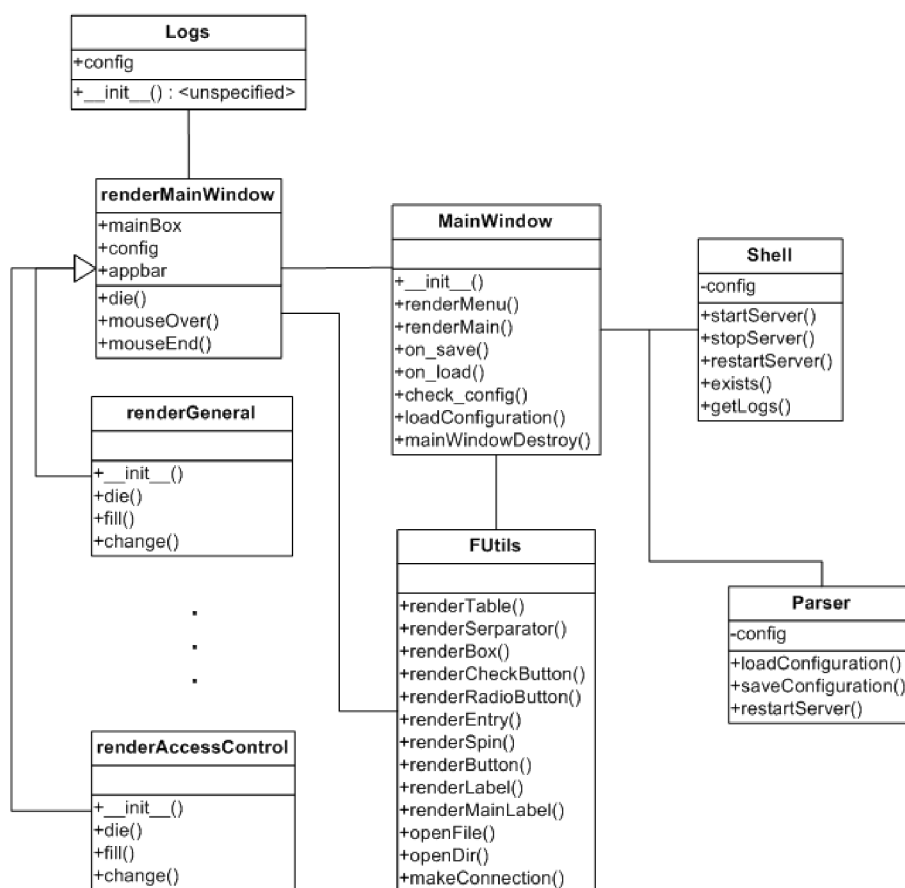 Logs
+config
+__init__() : <unspecified>
renderMainWindow
+mainBox
+config
+appbar
+die()
+mouseOver()
+mouseEnd()
MainWindow
+__init__()
+renderMenu()
+renderMain()
+on_save()
+on_load()
+check_config()
+loadConfiguration()
+mainWindowDestroy()
Shell
-config
+startServer()
+stopServer()
+restartServer()
+exists()
+getLogs()
renderGeneral
+__init__()
+die()
+fill()
+change()
FUtils
+renderTable()
+renderSerparator()
+renderBox()
+renderCheckButton()
+renderRadioButton()
+renderEntry()
+renderSpin()
+renderButton()
+renderLabel()
+renderMainLabel()
+openFile()
+openDir()
+makeConnection()
Parser
-config
+loadConfiguration()
+saveConfiguration()
+restartServer()
renderAccessControl
+__init__()
+die()
+fill()
+change()